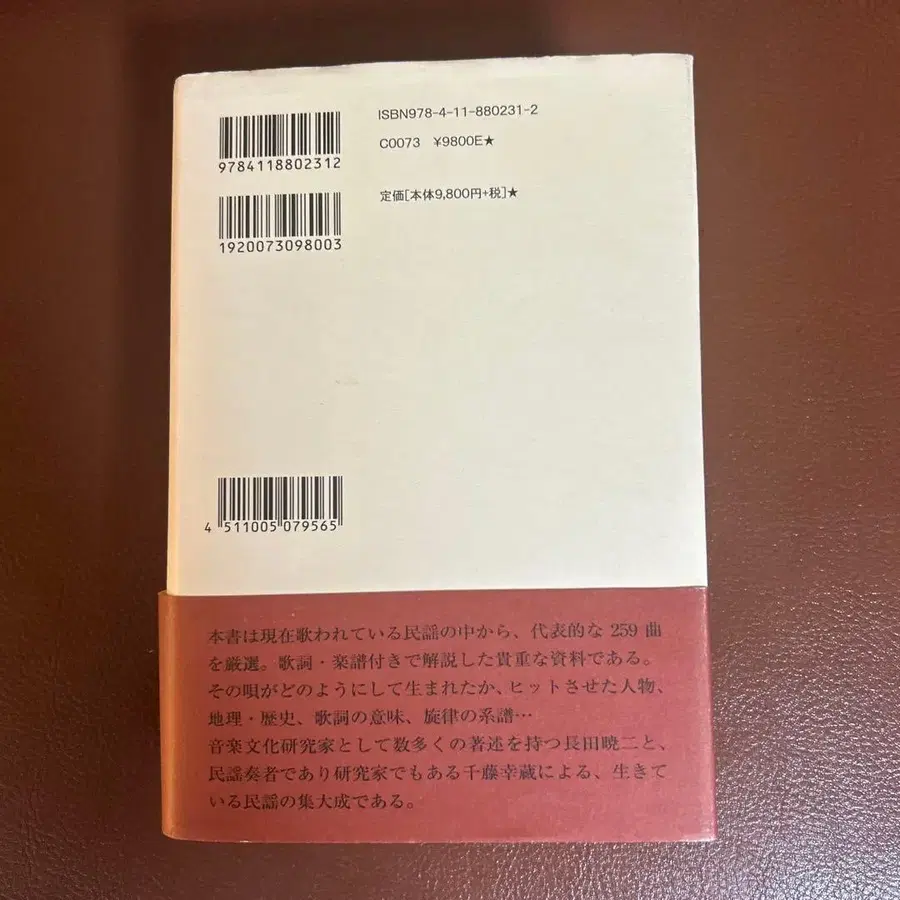 ISBN978-4-11-880231-2
9784118802312
C0073 ¥9800E★
1920073098003
定価[本体9,800円+税]★
4 511005 079565
本書は現在歌われている民謡の中から、代表的な 259 曲
を厳選。歌詞・楽譜付きで解説した貴重な資料である。
その唄がどのようにして生まれたか、ヒットさせた人物、
地理・歴史、歌詞の意味、旋律の系譜…
音楽文化研究家として数多くの著述を持つ長田暁二と、
民謡奏者であり研究家でもある千藤幸蔵による、生きて
いる民謡の集大成である。